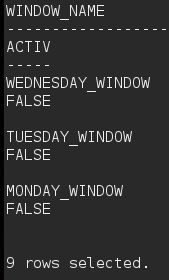 WINDOW_NAME
------------------
ACTIV
-----
WEDNESDAY_WINDOW
FALSE
TUESDAY_WINDOW
FALSE
MONDAY_WINDOW
FALSE
9 rows selected.